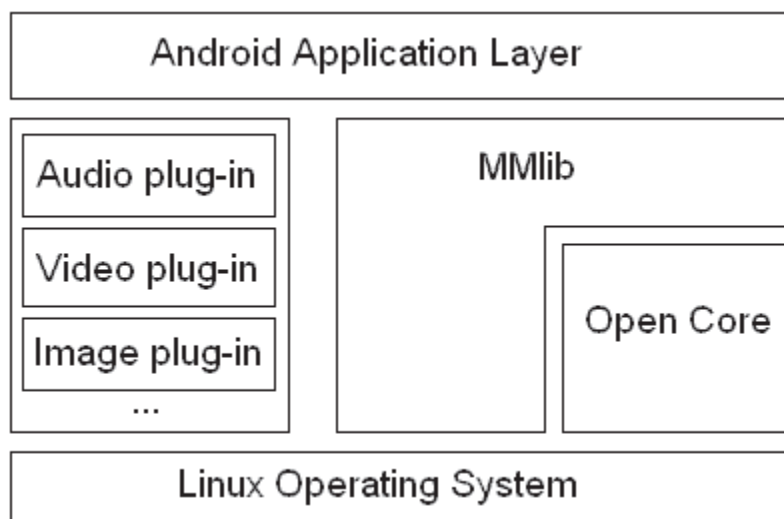 Android Application Layer
Audio plug-in
Video plug-in
Image plug-in
...
MMlib
Open Core
Linux Operating System